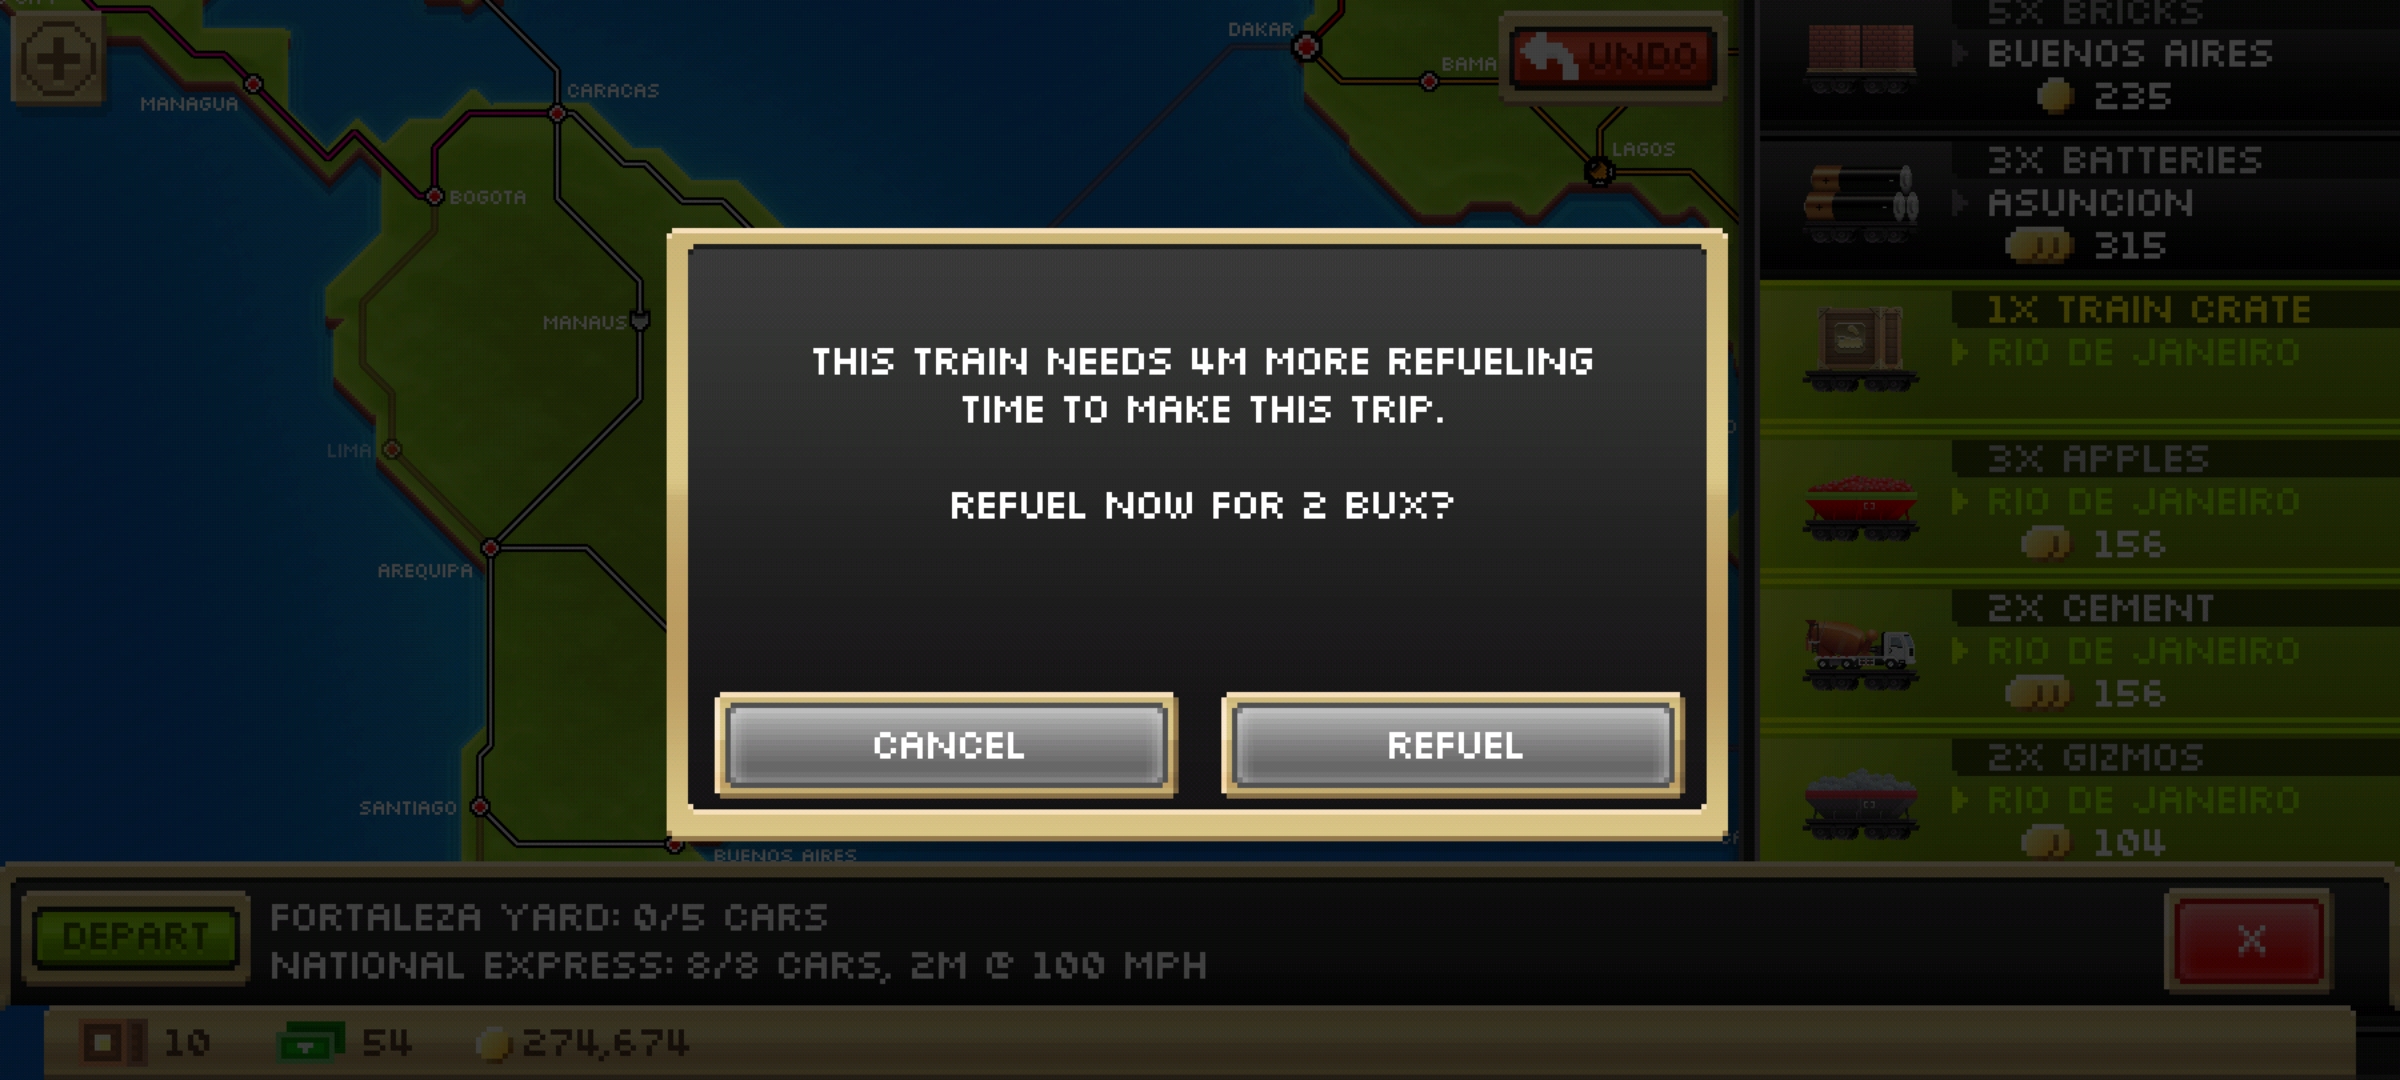 MANAGUA
CARACAS
BOGOTA
MANAUS
LIMA
AREQUIPA
SANTIAGO
BUENOS AIRES
DAKAR
BAMA
LAGOS
UNDO
5X BRICKS
BUENOS AIRES
235
3X BATTERIES
ASUNCION
315
1X TRAIN CRATE
RIO DE JANEIRO
3X APPLES
RIO DE JANEIRO
156
2X CEMENT
RIO DE JANEIRO
156
2X GIZMOS
RIO DE JANEIRO
104
THIS TRAIN NEEDS 4M MORE REFUELING
TIME TO MAKE THIS TRIP.
REFUEL NOW FOR 2 BUX?
CANCEL
REFUEL
DEPART
FORTALEZA YARD: 0/5 CARS
NATIONAL EXPRESS: 8/8 CARS, 2M @ 100 MPH
X
10
54
274,674